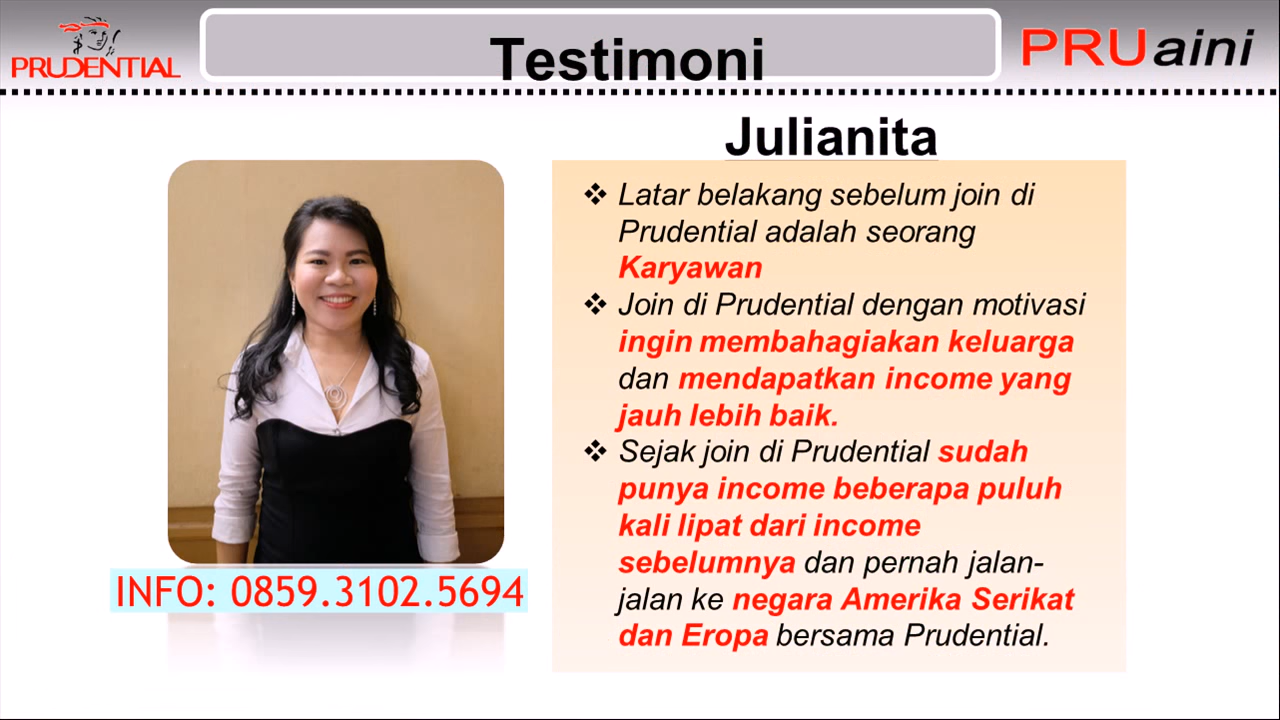 PRUDENTIAL
Testimoni
PRUaini
Julianita
❖ Latar belakang sebelum join di
Prudential adalah seorang
Karyawan
❖ Join di Prudential dengan motivasi
ingin membahagiakan keluarga
dan mendapatkan income yang
jauh lebih baik.
❖ Sejak join di Prudential sudah
punya income beberapa puluh
kali lipat dari income
sebelumnya dan pernah jalan-
jalan ke negara Amerika Serikat
dan Eropa bersama Prudential.
INFO: 0859.3102.5694